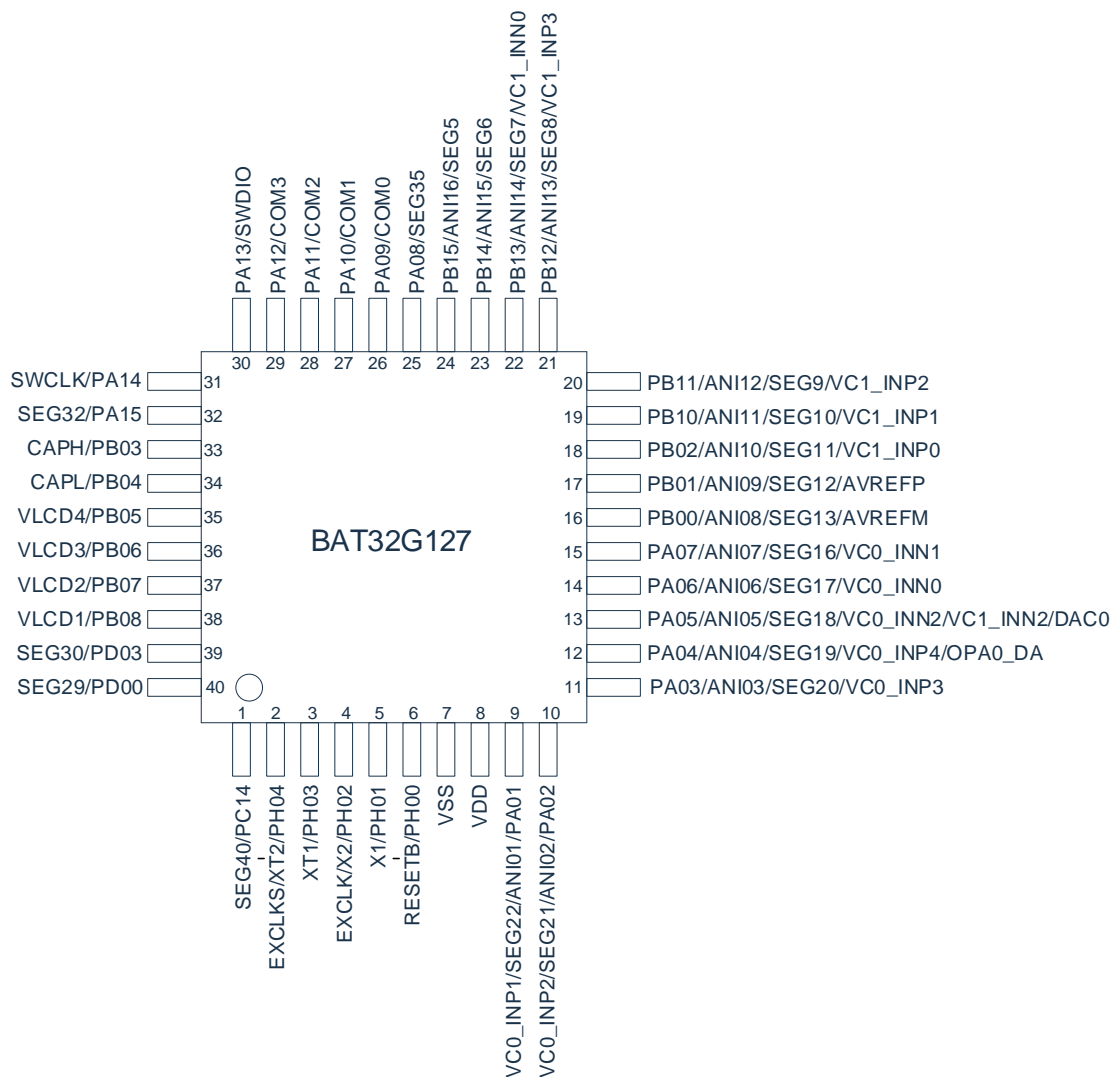 PA13/SWDIO
PA12/COM3
PA11/COM2
PA10/COM1
PA09/COM0
PA08/SEG35
PB15/ANI16/SEG5
PB14/ANI15/SEG6
PB13/ANI14/SEG7/VC1_INN0
PB12/ANI13/SEG8/VC1_INP3
30 29 28 27 26 25 24 23 22 21
SWCLK/PA14 31
SEG32/PA15 32
CAPH/PB03 33
CAPL/PB04 34
VLCD4/PB05 35
VLCD3/PB06 36
VLCD2/PB07 37
VLCD1/PB08 38
SEG30/PD03 39
SEG29/PD00 40
BAT32G127
20 PB11/ANI12/SEG9/VC1_INP2
19 PB10/ANI11/SEG10/VC1_INP1
18 PB02/ANI10/SEG11/VC1_INP0
17 PB01/ANI09/SEG12/AVREFP
16 PB00/ANI08/SEG13/AVREFM
15 PA07/ANI07/SEG16/VC0_INN1
14 PA06/ANI06/SEG17/VC0_INN0
13 PA05/ANI05/SEG18/VC0_INN2/VC1_INN2/DAC0
12 PA04/ANI04/SEG19/VC0_INP4/OPA0_DA
11 PA03/ANI03/SEG20/VC0_INP3
1 2 3 4 5 6 7 8 9 10
SEG40/PC14
EXCLKS/XT2/PH04
XT1/PH03
EXCLK/X2/PH02
X1/PH01
RESETB/PH00
VSS
VDD
VC0_INP1/SEG22/ANI01/PA01
VC0_INP2/SEG21/ANI02/PA02